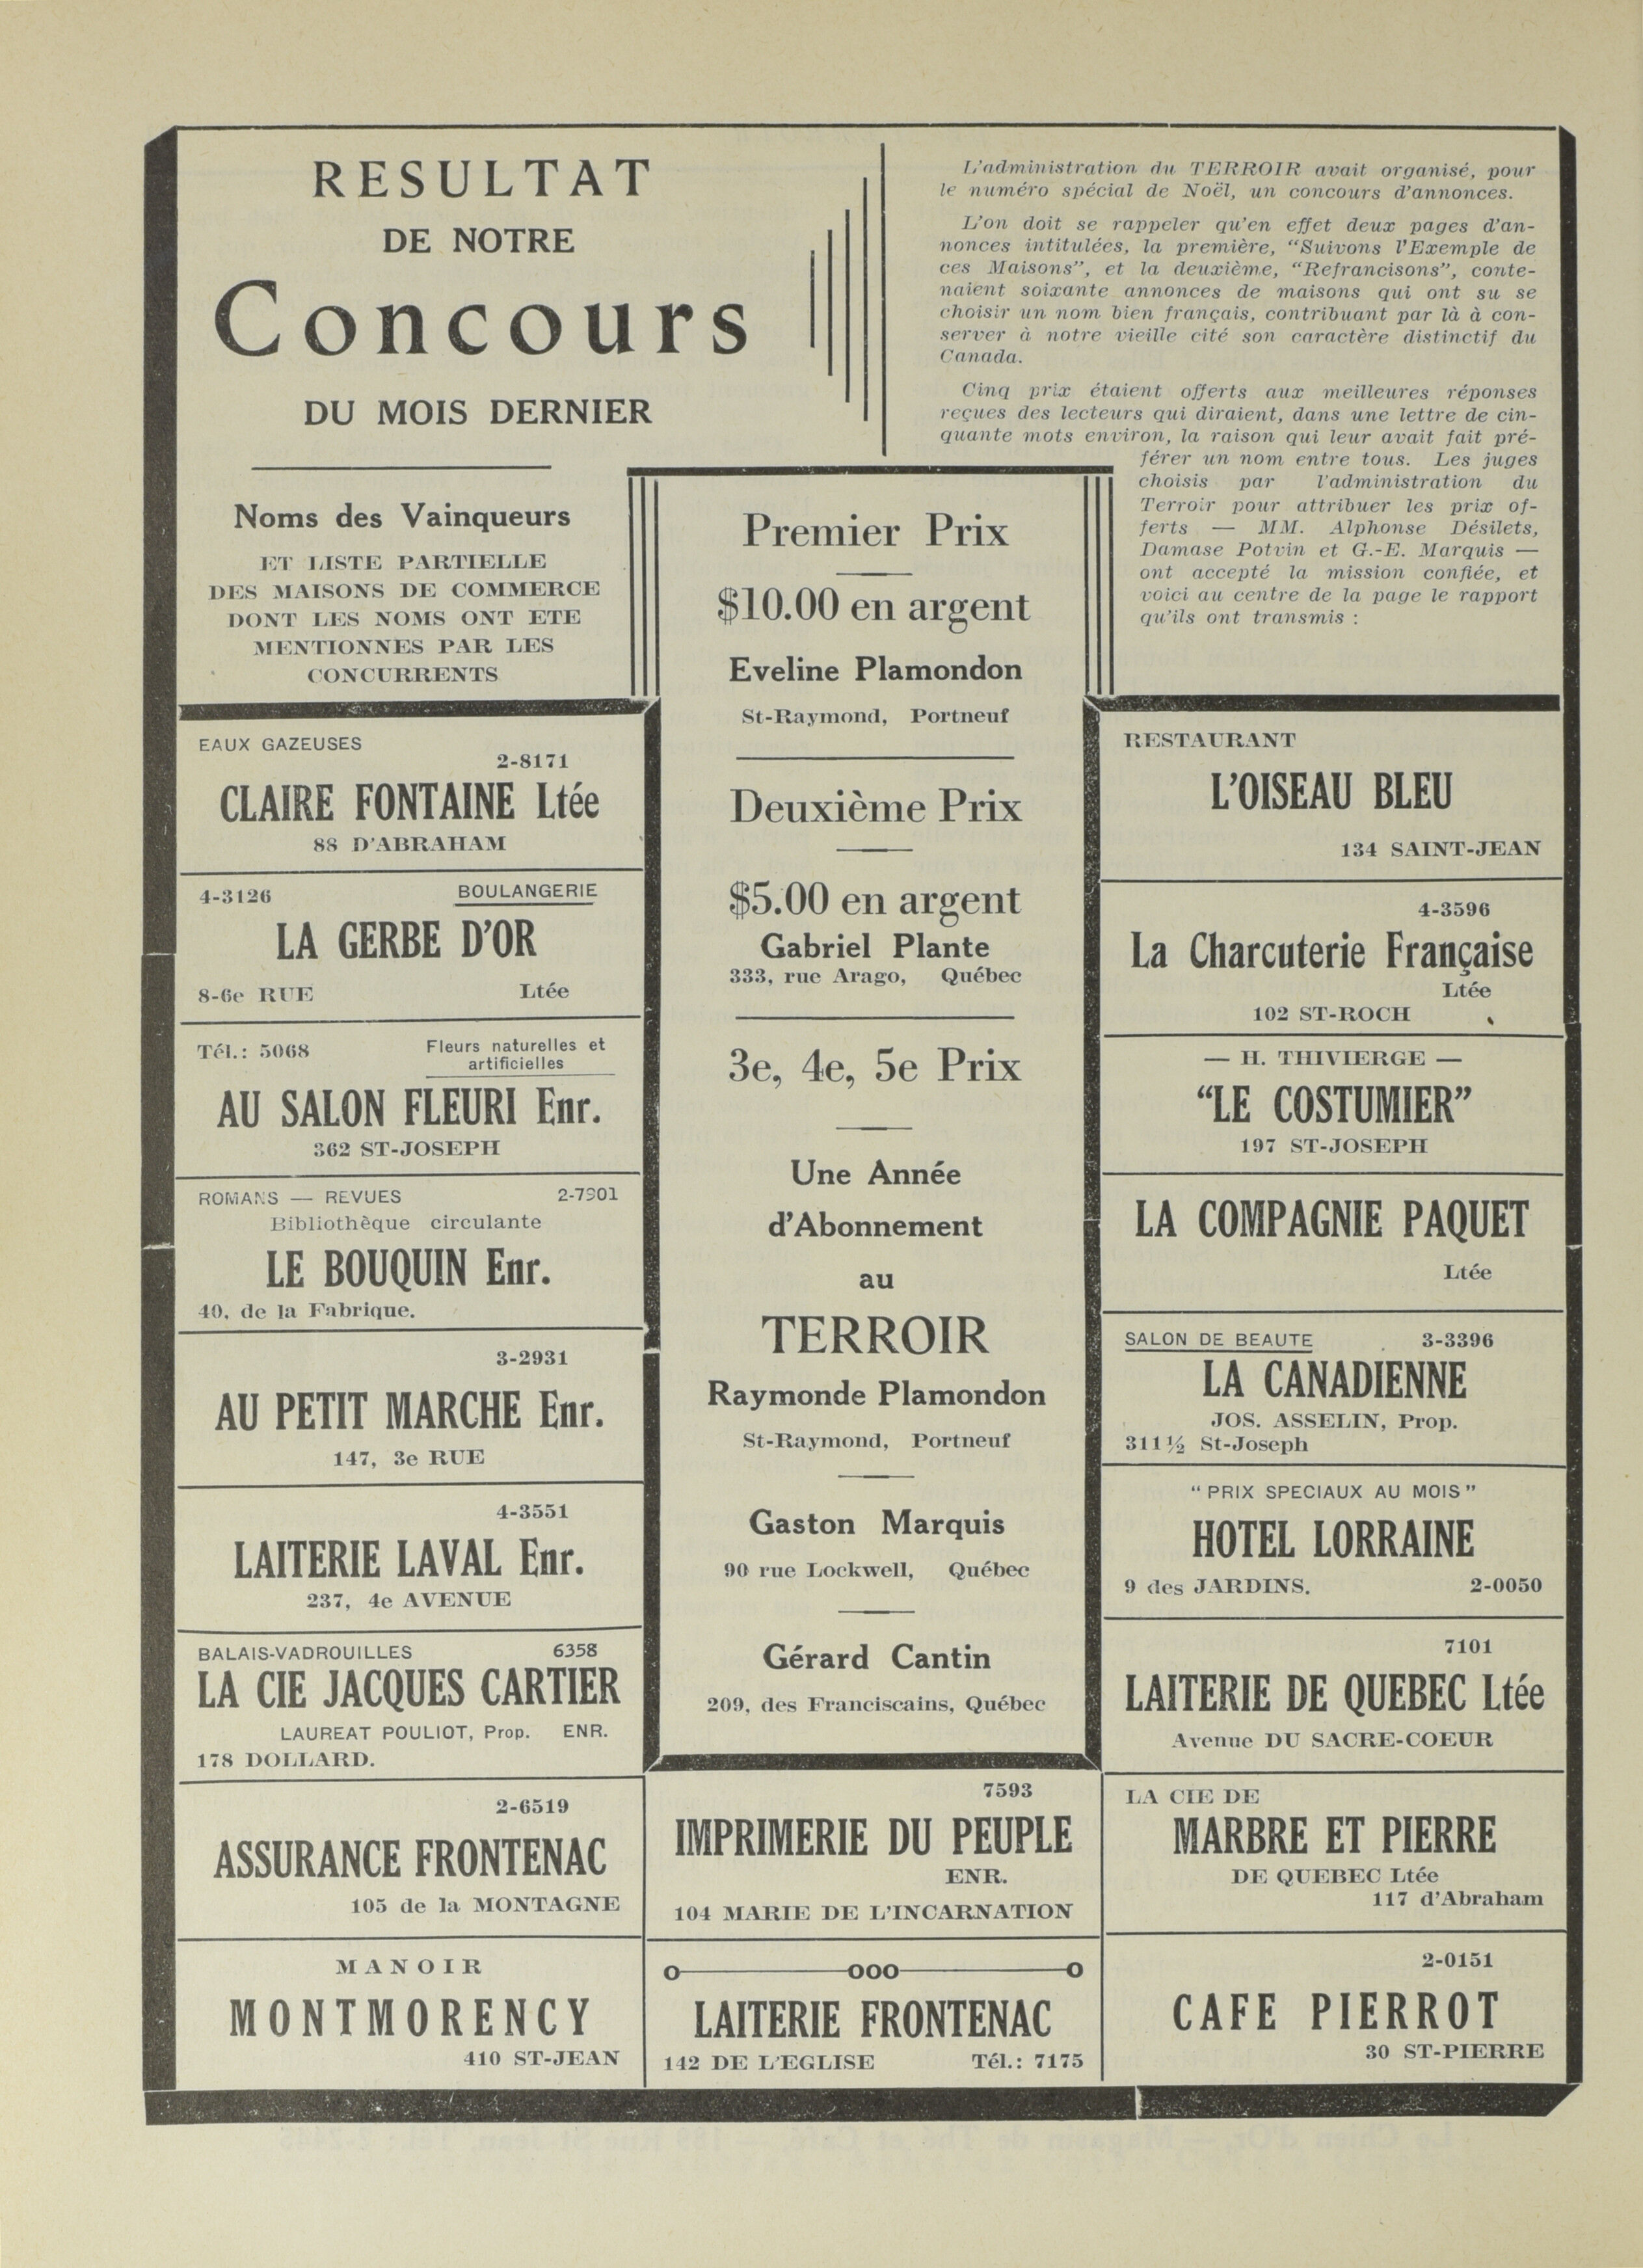 RESULTAT
DE NOTRE
Concours
DU MOIS DERNIER
Noms des Vainqueurs
ET LISTE PARTIELLE
DES MAISONS DE COMMERCE
DONT LES NOMS ONT ETE
MENTIONNES PAR LES
CONCURRENTS
L'administration du TERROIR avait organisé, pour
le numéro spécial de Noël, un concours d'annonces.
L'on doit se rappeler qu'en effet deux pages d'an-
nonces intitulées, la première, "Suivons l'Exemple de
ces Maisons", et la deuxième, "Refrancisons", conte-
naient soixante annonces de maisons qui ont su se
choisir un nom bien français, contribuant par là à con-
server à notre vieille cité son caractère distinctif du
Canada.
Cinq prix étaient offerts aux meilleures réponses
reçues des lecteurs qui diraient, dans une lettre de cin-
quante mots environ, la raison qui leur avait fait pré-
férer un nom entre tous. Les juges
choisis par l'administration du
Terroir pour attribuer les prix of-
ferts — MM. Alphonse Désilets,
Damase Potvin et G.-E. Marquis —
ont accepté la mission confiée, et
voici au centre de la page le rapport
qu'ils ont transmis :
Premier Prix
$10.00 en argent
Eveline Plamondon
St-Raymond, Portneuf
Deuxième Prix
$5.00 en argent
Gabriel Plante
333, rue Arago, Québec
3e, 4e, 5e Prix
Une Année
d'Abonnement
au
TERROIR
Raymonde Plamondon
St-Raymond, Portneuf
Gaston Marquis
90 rue Lockwell, Québec
Gérard Cantin
209, des Franciscains, Québec
EAUX GAZEUSES
2-8171
CLAIRE FONTAINE Ltée
88 D'ABRAHAM
4-3126 BOULANGERIE
LA GERBE D'OR
8-6e RUE Ltée
Tél.: 5068 Fleurs naturelles et
artificielles
AU SALON FLEURI Enr.
362 ST-JOSEPH
ROMANS — REVUES 2-7901
Bibliothèque circulante
LE BOUQUIN Enr.
40, de la Fabrique.
3-2931
AU PETIT MARCHE Enr.
147, 3e RUE
4-3551
LAITERIE LAVAL Enr.
237, 4e AVENUE
BALAIS-VADROUILLES 6358
LA CIE JACQUES CARTIER
LAUREAT POULIOT, Prop. ENR.
178 DOLLARD.
2-6519
ASSURANCE FRONTENAC
105 de la MONTAGNE
MANOIR
MONTMORENCY
410 ST-JEAN
7593
IMPRIMERIE DU PEUPLE
ENR.
104 MARIE DE L'INCARNATION
LAITERIE FRONTENAC
142 DE L'EGLISE Tél.: 7175
RESTAURANT
L'OISEAU BLEU
134 SAINT-JEAN
4-3596
La Charcuterie Française
Ltée
102 ST-ROCH
— H. THIVIERGE —
"LE COSTUMIER"
197 ST-JOSEPH
LA COMPAGNIE PAQUET
Ltée
SALON DE BEAUTE 3-3396
LA CANADIENNE
JOS. ASSELIN, Prop.
311½ St-Joseph
"PRIX SPECIAUX AU MOIS"
HOTEL LORRAINE
9 des JARDINS. 2-0050
7101
LAITERIE DE QUEBEC Ltée
Avenue DU SACRE-COEUR
LA CIE DE
MARBRE ET PIERRE
DE QUEBEC Ltée
117 d'Abraham
2-0151
CAFE PIERROT
30 ST-PIERRE